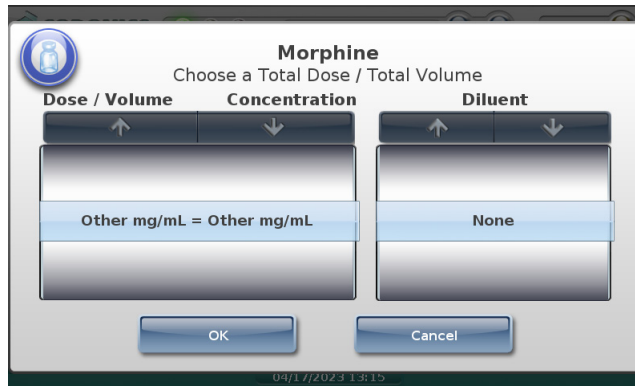 Morphine
Choose a Total Dose / Total Volume
Dose / Volume Concentration Diluent
Other mg/mL = Other mg/mL None
OK Cancel
04/17/2023 13:15